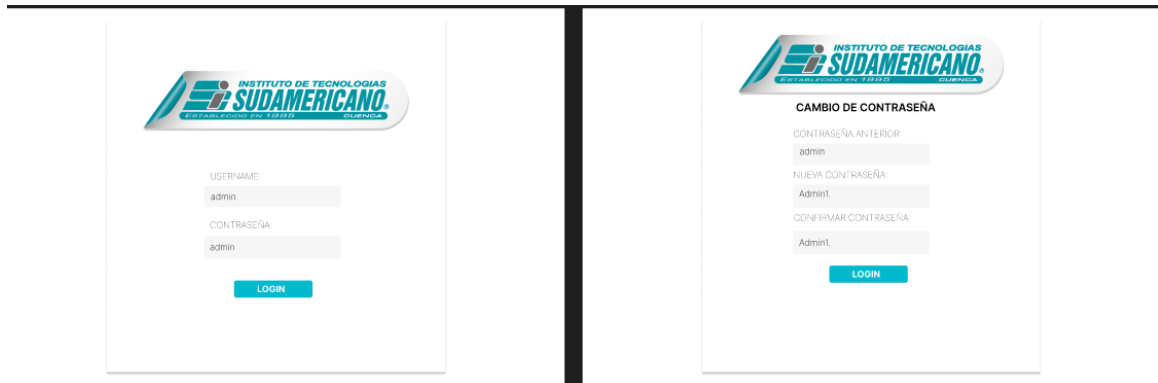 INSTITUTO DE TECNOLOGIAS
SUDAMERICANO®
ESTABLECIDO EN 1995 CUENCA
USERNAME:
admin
CONTRASEÑA:
admin
LOGIN
INSTITUTO DE TECNOLOGIAS
SUDAMERICANO®
ESTABLECIDO EN 1995 CUENCA
CAMBIO DE CONTRASEÑA
CONTRASEÑA ANTERIOR:
admin
NUEVA CONTRASEÑA:
Admin1.
CONFIRMAR CONTRASEÑA:
Admin1.
LOGIN